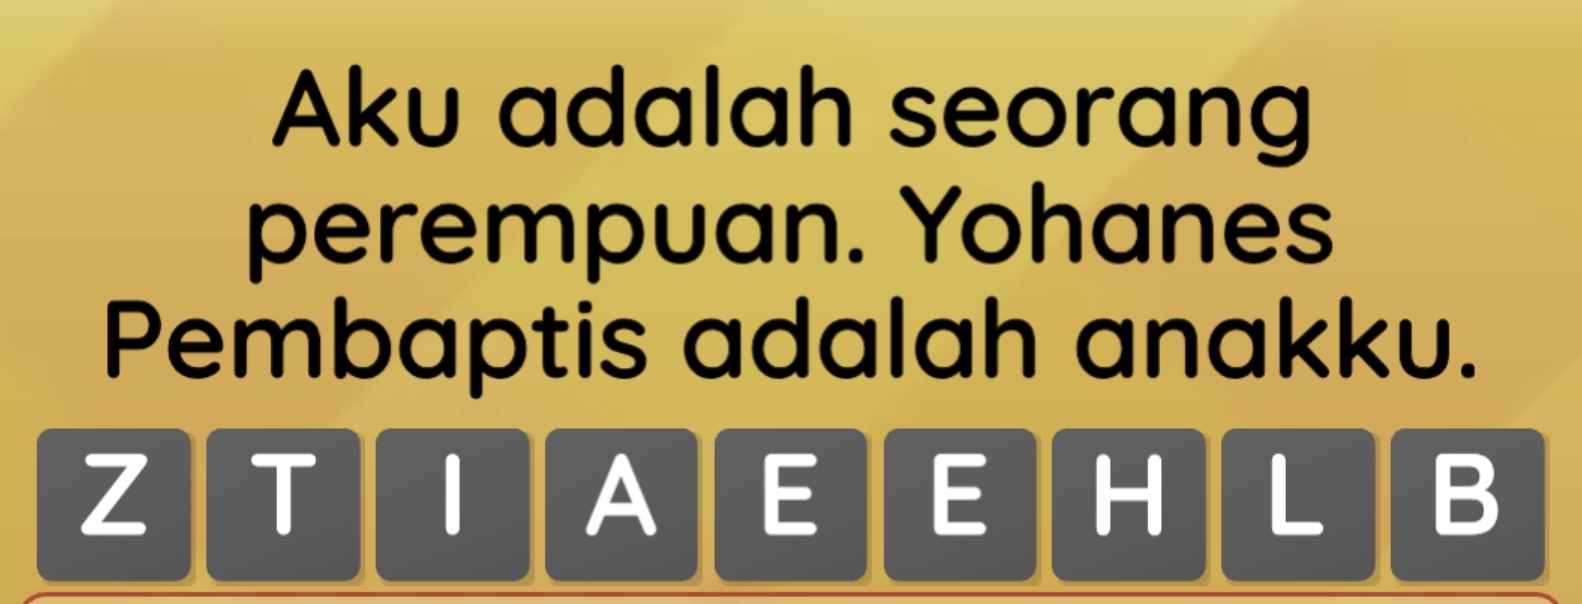 Aku adalah seorang
perempuan. Yohanes
Pembaptis adalah anakku.
Z T I A E E H L B